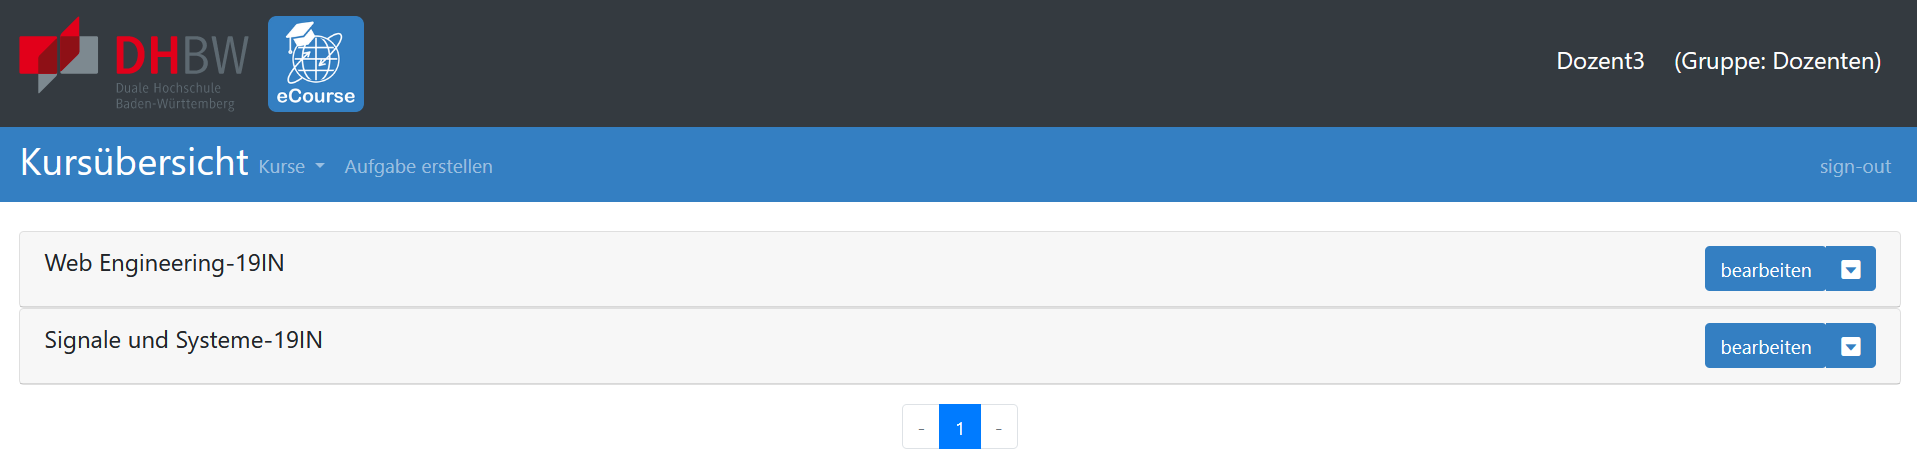 DHBW
Duale Hochschule
Baden-Württemberg
eCourse
Dozent3 (Gruppe: Dozenten)
Kursübersicht Kurse Aufgabe erstellen sign-out
Web Engineering-19IN bearbeiten
Signale und Systeme-19IN bearbeiten
- 1 -